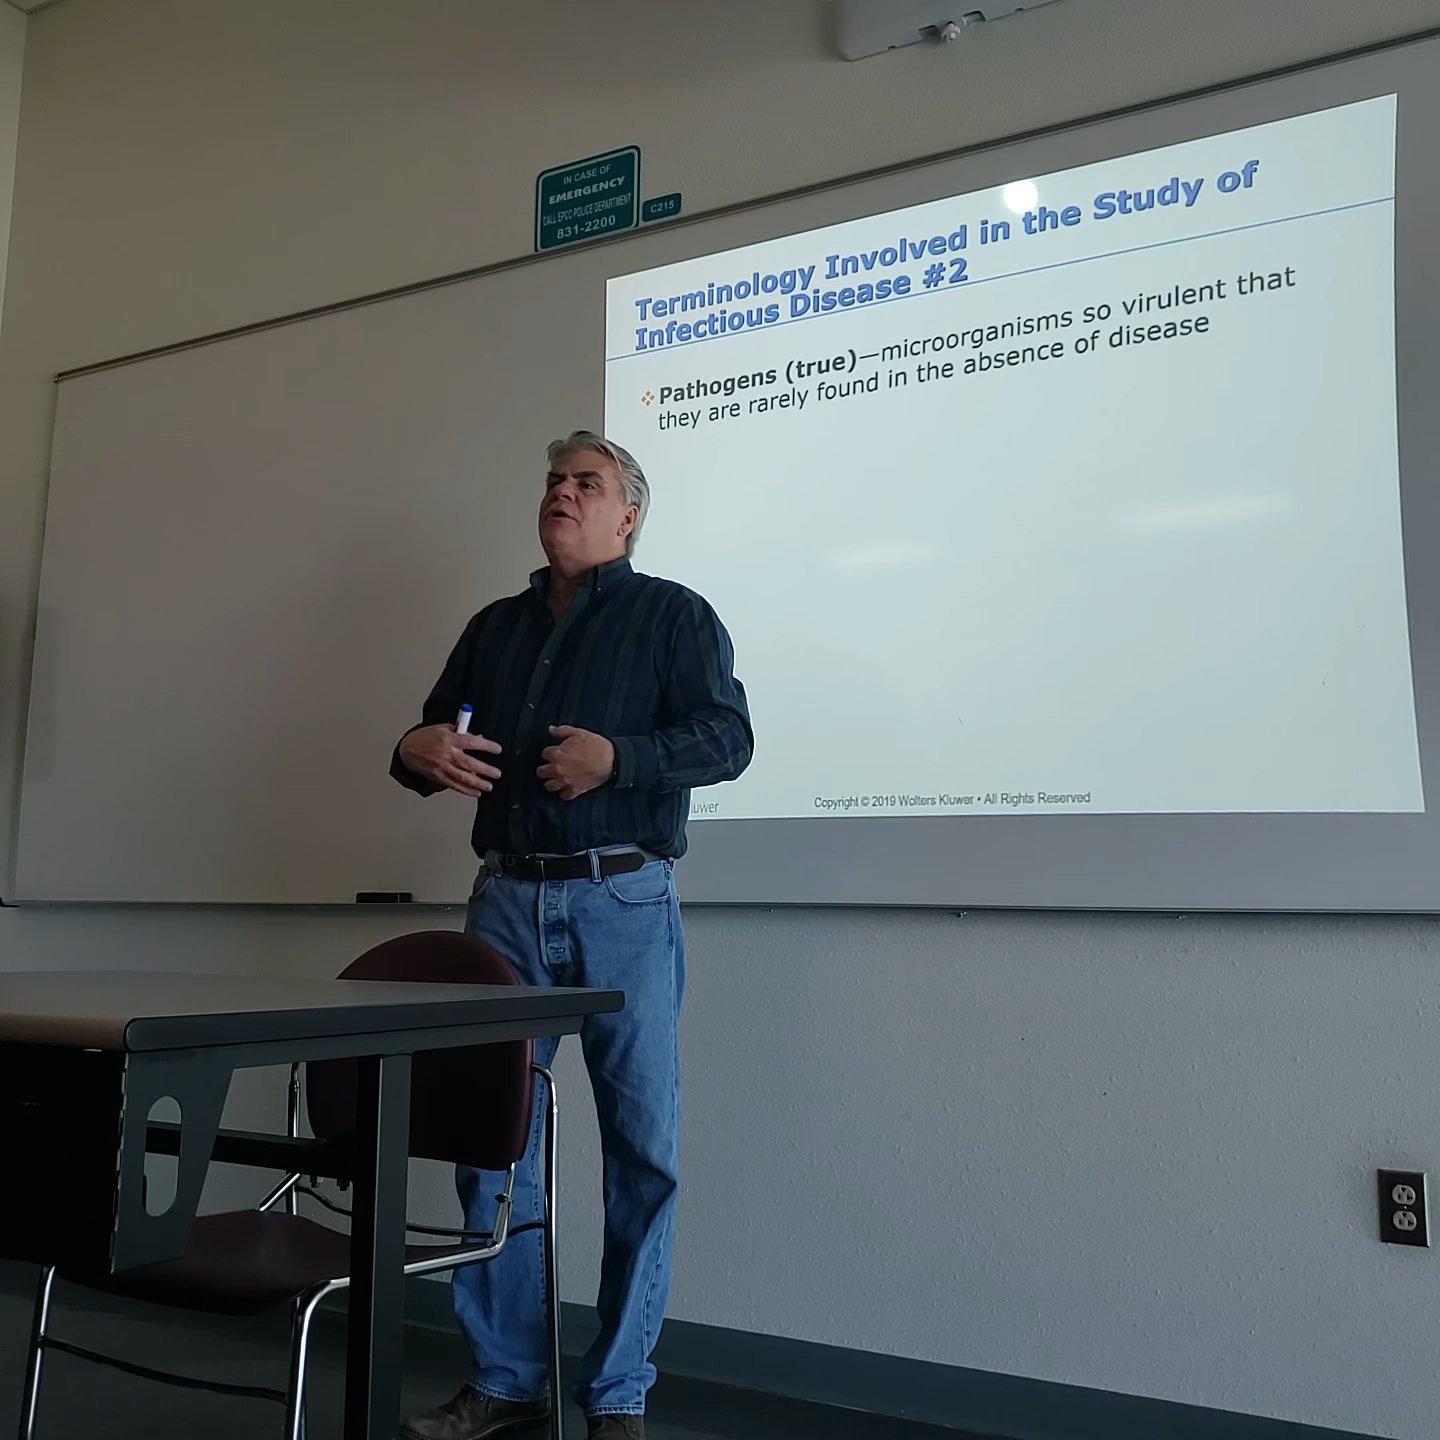 IN CASE OF
EMERGENCY
CALL EPCC POLICE DEPARTMENT
831-2200
C215
Terminology Involved in the Study of
Infectious Disease #2
❖ Pathogens (true)—microorganisms so virulent that
they are rarely found in the absence of disease
luwer
Copyright © 2019 Wolters Kluwer • All Rights Reserved